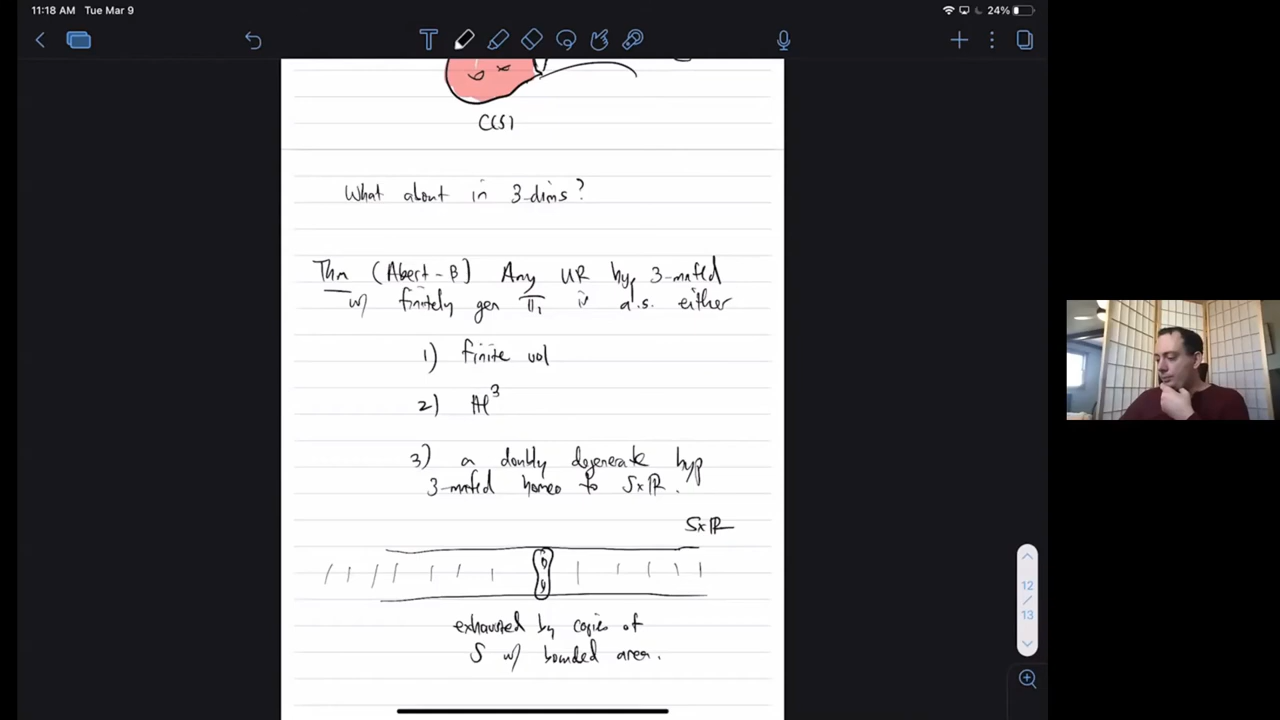 11:18 AM Tue Mar 9
24%
C(S)
What about in 3-dims?
Thm (Abert-B) Any UR hyp 3-mnfld
w/ finitely gen π₁ is a.s. either
1) finite vol
2) ℍ³
3) a doubly degenerate hyp
3-mnfld homeo to S×ℝ.
S×ℝ
exhausted by copies of
S w/ bounded area.
12
/
13